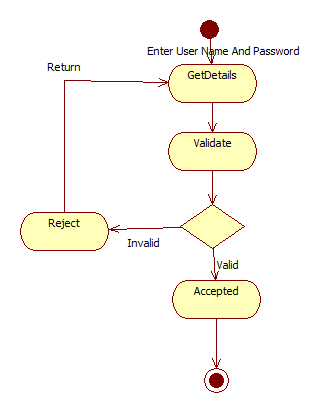 Enter User Name And Password
Return
GetDetails
Validate
Reject
Invalid
Valid
Accepted